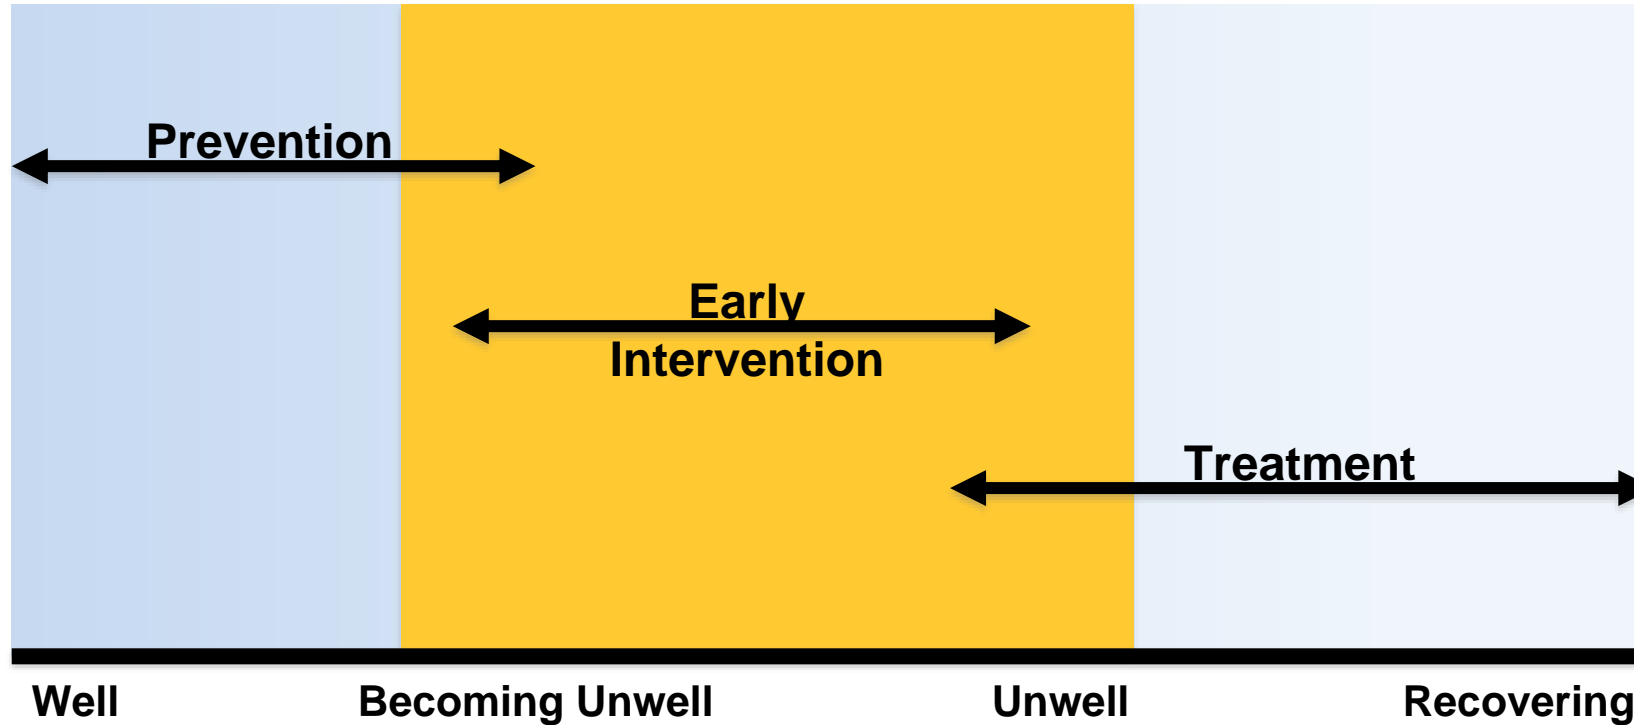 Prevention
Early
Intervention
Treatment
Well Becoming Unwell Unwell Recovering